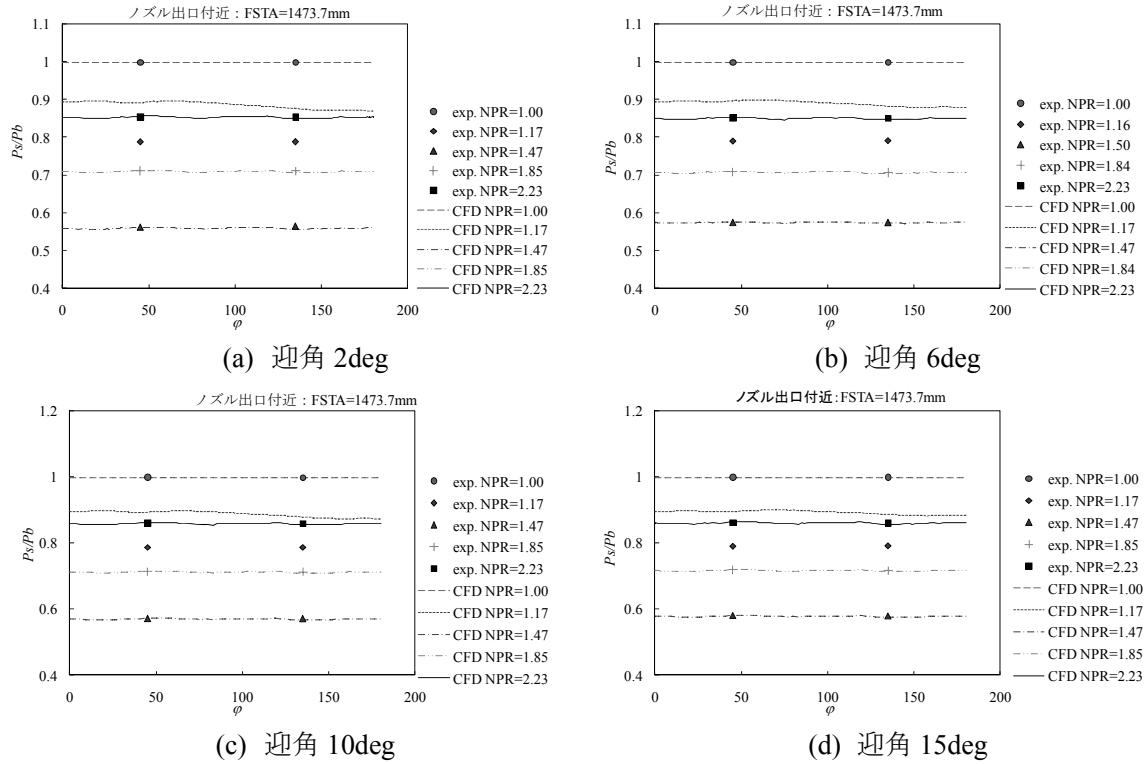 ノズル出口付近：FSTA=1473.7mm
1.1
1
0.9
0.8
0.7
0.6
0.5
0.4
Ps/Pb
0
50
100
150
200
φ
exp. NPR=1.00
exp. NPR=1.17
exp. NPR=1.47
exp. NPR=1.85
exp. NPR=2.23
CFD NPR=1.00
CFD NPR=1.17
CFD NPR=1.47
CFD NPR=1.85
CFD NPR=2.23
(a) 迎角 2deg
ノズル出口付近：FSTA=1473.7mm
1.1
1
0.9
0.8
0.7
0.6
0.5
0.4
Ps/Pb
0
50
100
150
200
φ
exp. NPR=1.00
exp. NPR=1.16
exp. NPR=1.50
exp. NPR=1.84
exp. NPR=2.23
CFD NPR=1.00
CFD NPR=1.17
CFD NPR=1.47
CFD NPR=1.84
CFD NPR=2.23
(b) 迎角 6deg
ノズル出口付近：FSTA=1473.7mm
1.2
1
0.8
0.6
0.4
Ps/Pb
0
50
100
150
200
φ
exp. NPR=1.00
exp. NPR=1.17
exp. NPR=1.47
exp. NPR=1.85
exp. NPR=2.23
CFD NPR=1.00
CFD NPR=1.17
CFD NPR=1.47
CFD NPR=1.85
CFD NPR=2.23
(c) 迎角 10deg
ノズル出口付近：FSTA=1473.7mm
1.2
1
0.8
0.6
0.4
Ps/Pb
0
50
100
150
200
φ
exp. NPR=1.00
exp. NPR=1.17
exp. NPR=1.47
exp. NPR=1.85
exp. NPR=2.23
CFD NPR=1.00
CFD NPR=1.17
CFD NPR=1.47
CFD NPR=1.85
CFD NPR=2.23
(d) 迎角 15deg